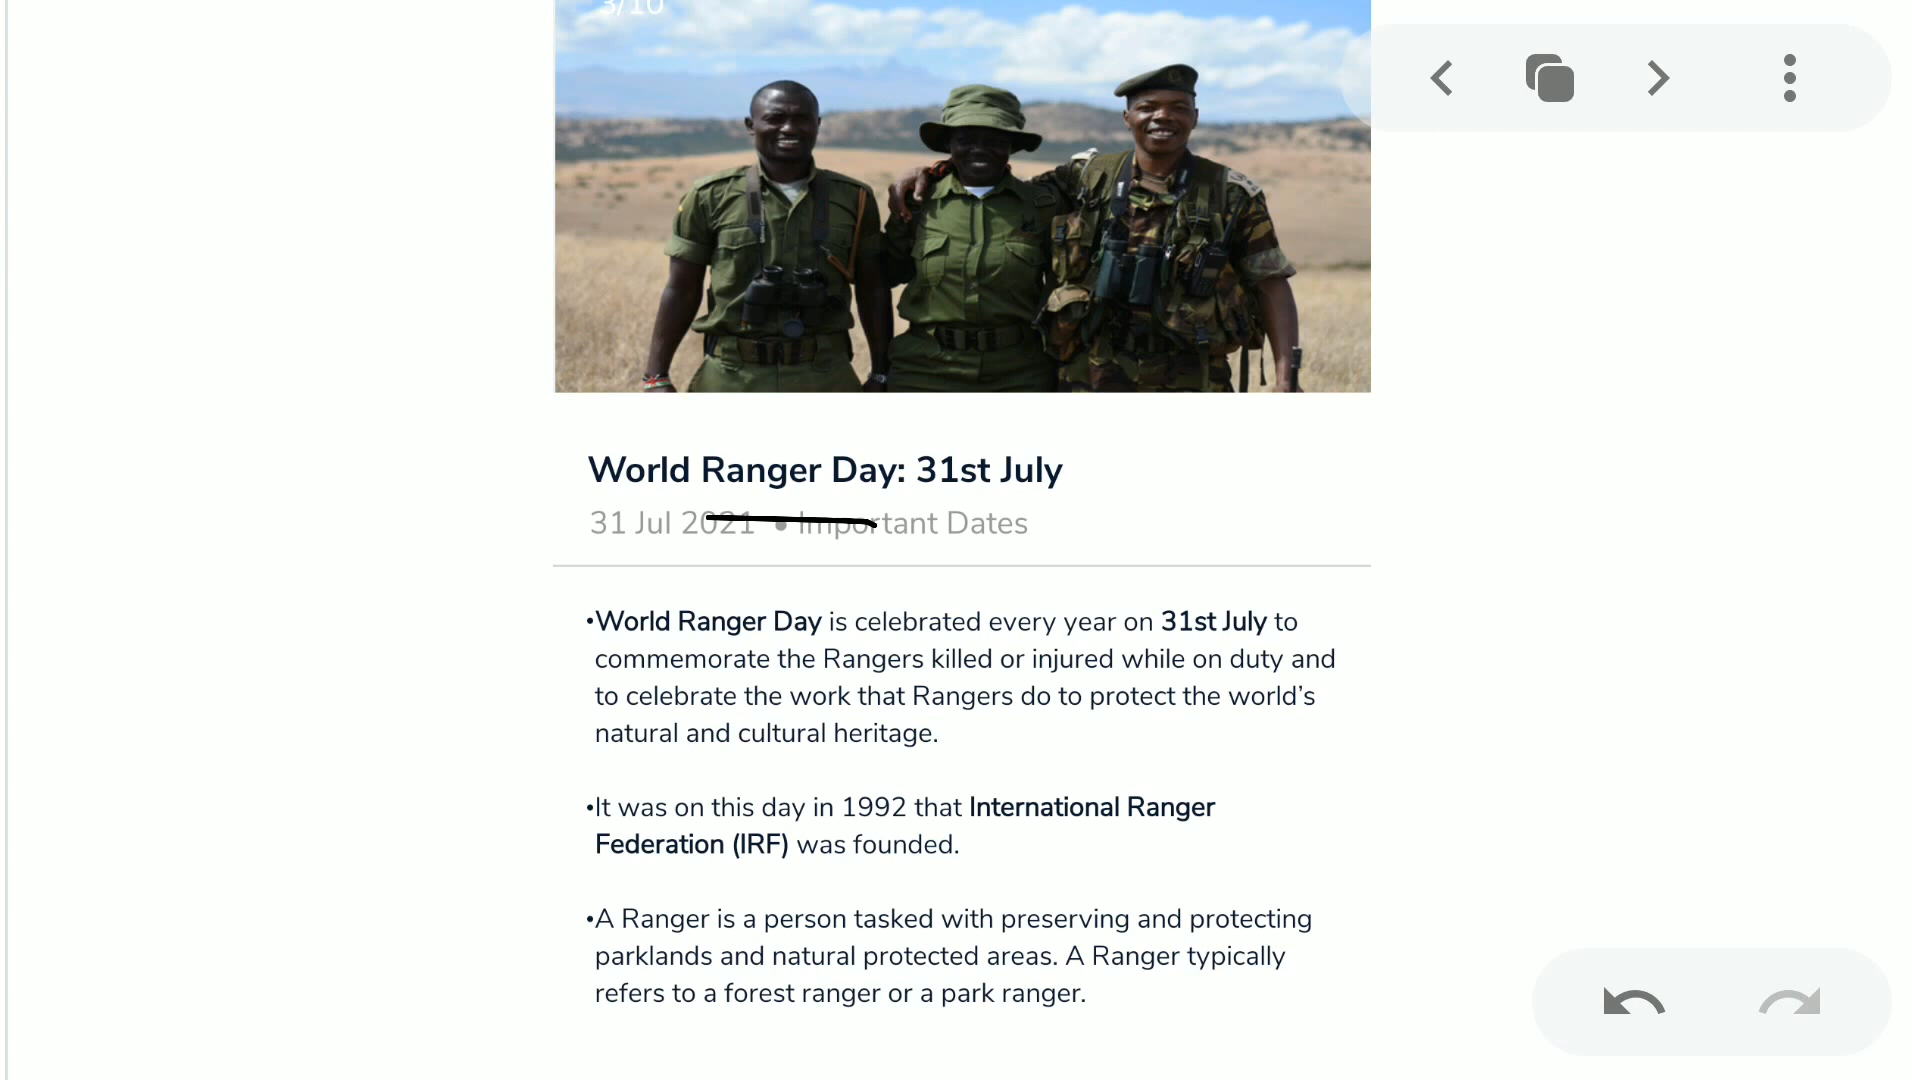 3/10
World Ranger Day: 31st July
31 Jul 2021 • Important Dates
•World Ranger Day is celebrated every year on 31st July to
commemorate the Rangers killed or injured while on duty and
to celebrate the work that Rangers do to protect the world’s
natural and cultural heritage.
•It was on this day in 1992 that International Ranger
Federation (IRF) was founded.
•A Ranger is a person tasked with preserving and protecting
parklands and natural protected areas. A Ranger typically
refers to a forest ranger or a park ranger.